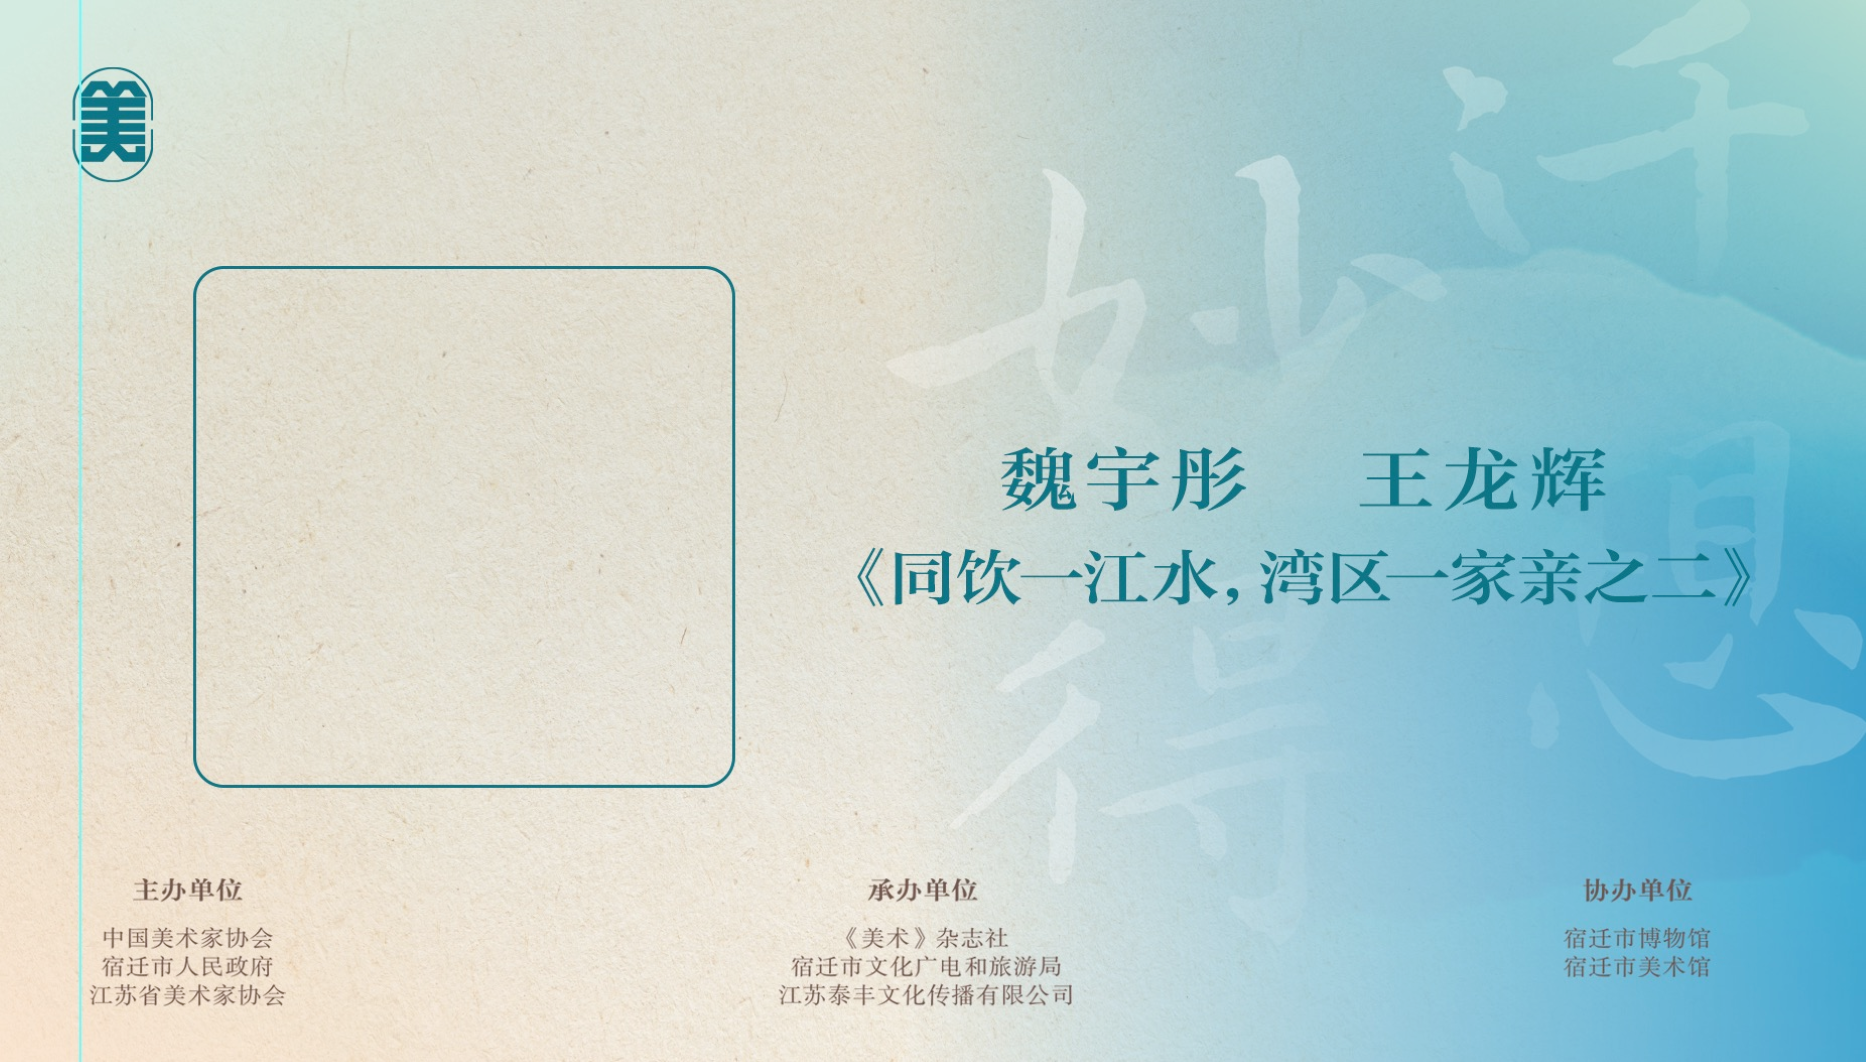 美
迁想
妙得
魏宇彤 王龙辉
《同饮一江水，湾区一家亲之二》
主办单位
中国美术家协会
宿迁市人民政府
江苏省美术家协会
承办单位
《美术》杂志社
宿迁市文化广电和旅游局
江苏泰丰文化传播有限公司
协办单位
宿迁市博物馆
宿迁市美术馆